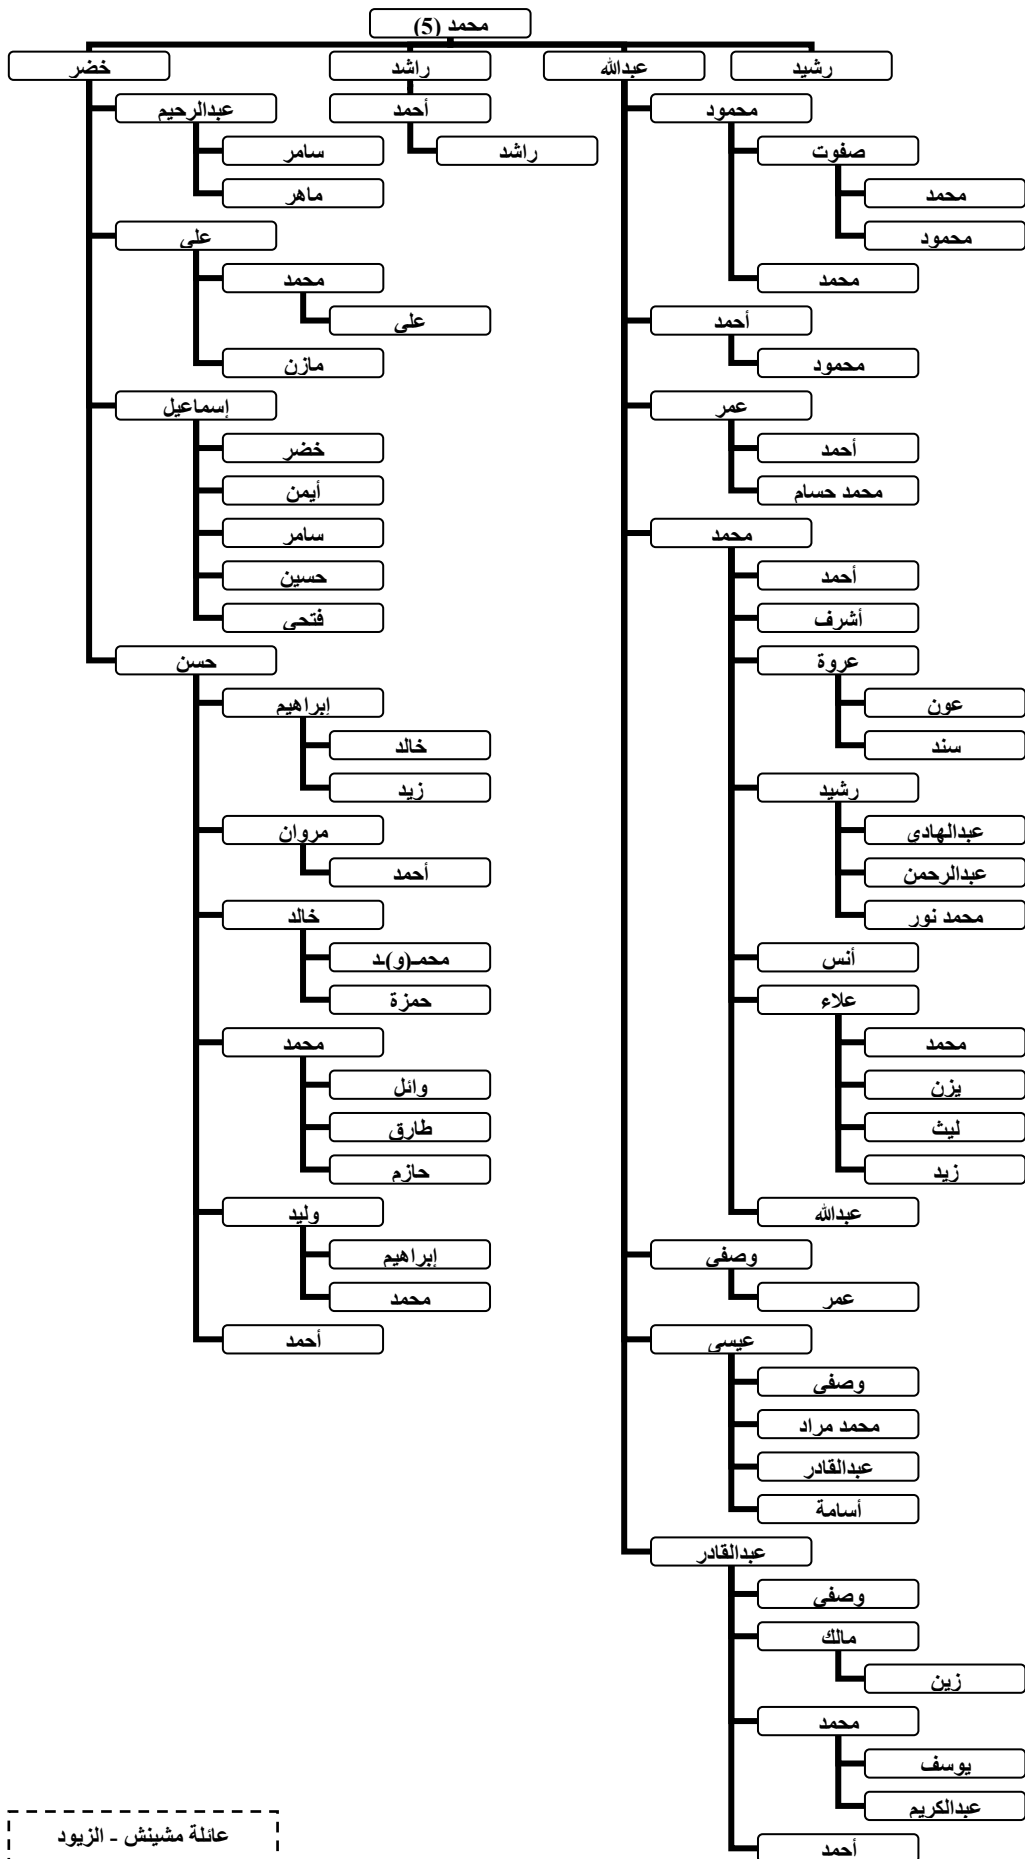 محمد (5)
رشيد
عبدالله
راشد
خضر
محمود
صفوت
محمد
محمود
محمد
أحمد
محمود
عمر
أحمد
محمد حسام
محمد
أحمد
أشرف
عروة
عون
سند
رشيد
عبدالهادي
عبدالرحمن
محمد نور
أنس
علاء
محمد
يزن
ليث
زيد
عبدالله
وصفي
عمر
عيسى
وصفي
محمد مراد
عبدالقادر
أسامة
عبدالقادر
وصفي
مالك
زين
محمد
يوسف
عبدالكريم
أحمد
أحمد
راشد
عبدالرحيم
سامر
ماهر
علي
محمد
علي
مازن
إسماعيل
خضر
أيمن
سامر
حسين
فتحي
حسن
إبراهيم
خالد
زيد
مروان
أحمد
خالد
محمـ(و)ـد
حمزة
محمد
وائل
طارق
حازم
وليد
إبراهيم
محمد
أحمد
عائلة مشينش - الزيود